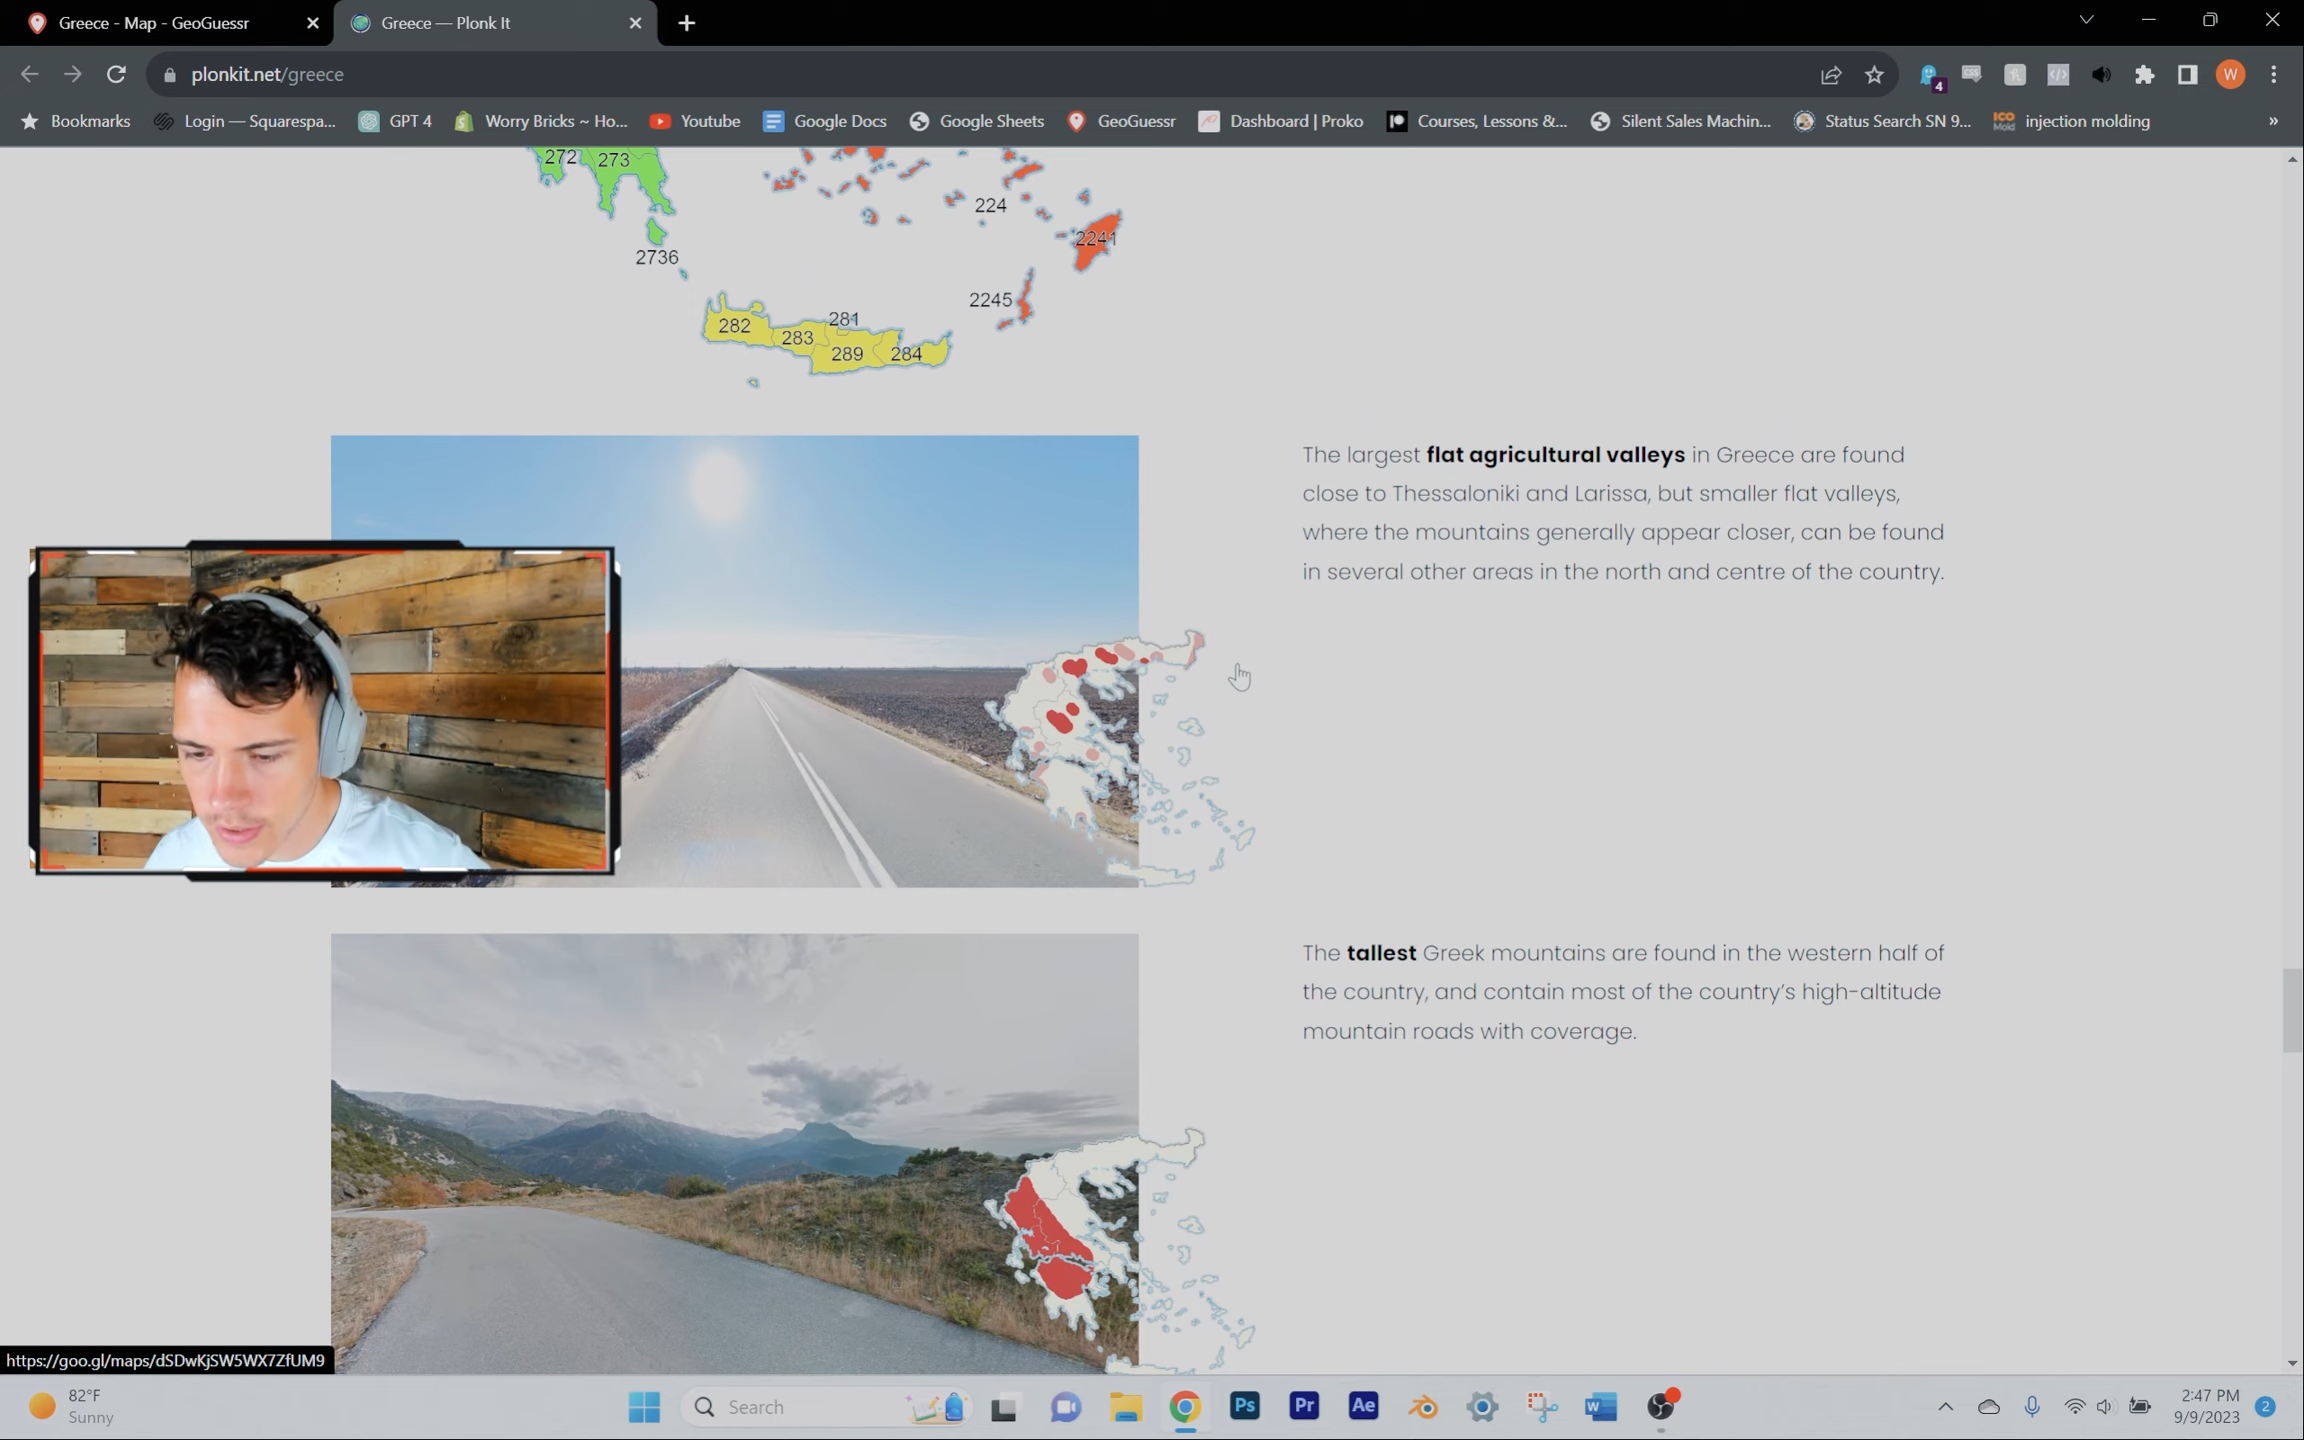 Greece - Map - GeoGuessr
Greece — Plonk It
plonkit.net/greece
4
W
Bookmarks
Login — Squarespa...
GPT 4
Worry Bricks ~ Ho...
Youtube
Google Docs
Google Sheets
GeoGuessr
Dashboard | Proko
Courses, Lessons &...
Silent Sales Machin...
Status Search SN 9...
injection molding
»
272 273
224
2241
2736
2245
281
282
283
289
284
The largest flat agricultural valleys in Greece are found
close to Thessaloniki and Larissa, but smaller flat valleys,
where the mountains generally appear closer, can be found
in several other areas in the north and centre of the country.
The tallest Greek mountains are found in the western half of
the country, and contain most of the country's high-altitude
mountain roads with coverage.
https://goo.gl/maps/dSDwKjSW5WX7ZfUM9
82°F
Sunny
Search
Ps
Pr
Ae
2:47 PM
9/9/2023
2